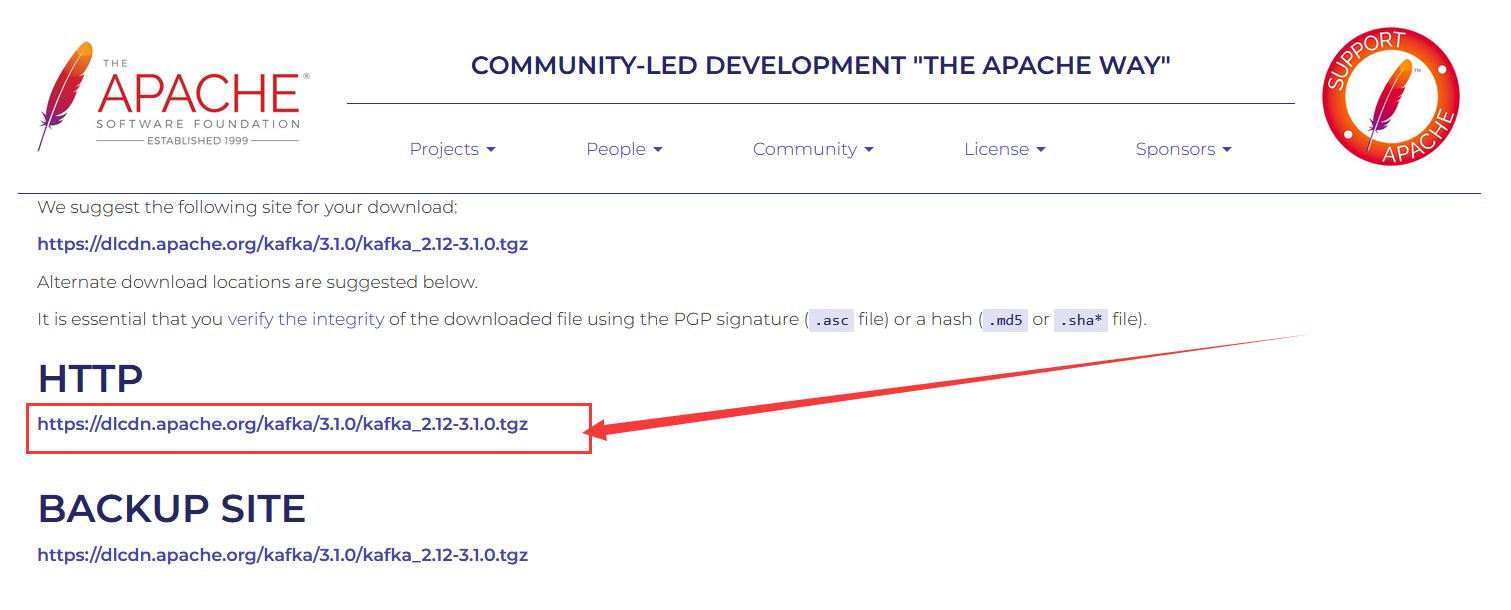 THE
APACHE®
SOFTWARE FOUNDATION
ESTABLISHED 1999
COMMUNITY-LED DEVELOPMENT "THE APACHE WAY"
Projects People Community License Sponsors
SUPPORT
APACHE
TM
We suggest the following site for your download:
https://dlcdn.apache.org/kafka/3.1.0/kafka_2.12-3.1.0.tgz
Alternate download locations are suggested below.
It is essential that you verify the integrity of the downloaded file using the PGP signature (.asc file) or a hash (.md5 or .sha* file).
HTTP
https://dlcdn.apache.org/kafka/3.1.0/kafka_2.12-3.1.0.tgz
BACKUP SITE
https://dlcdn.apache.org/kafka/3.1.0/kafka_2.12-3.1.0.tgz